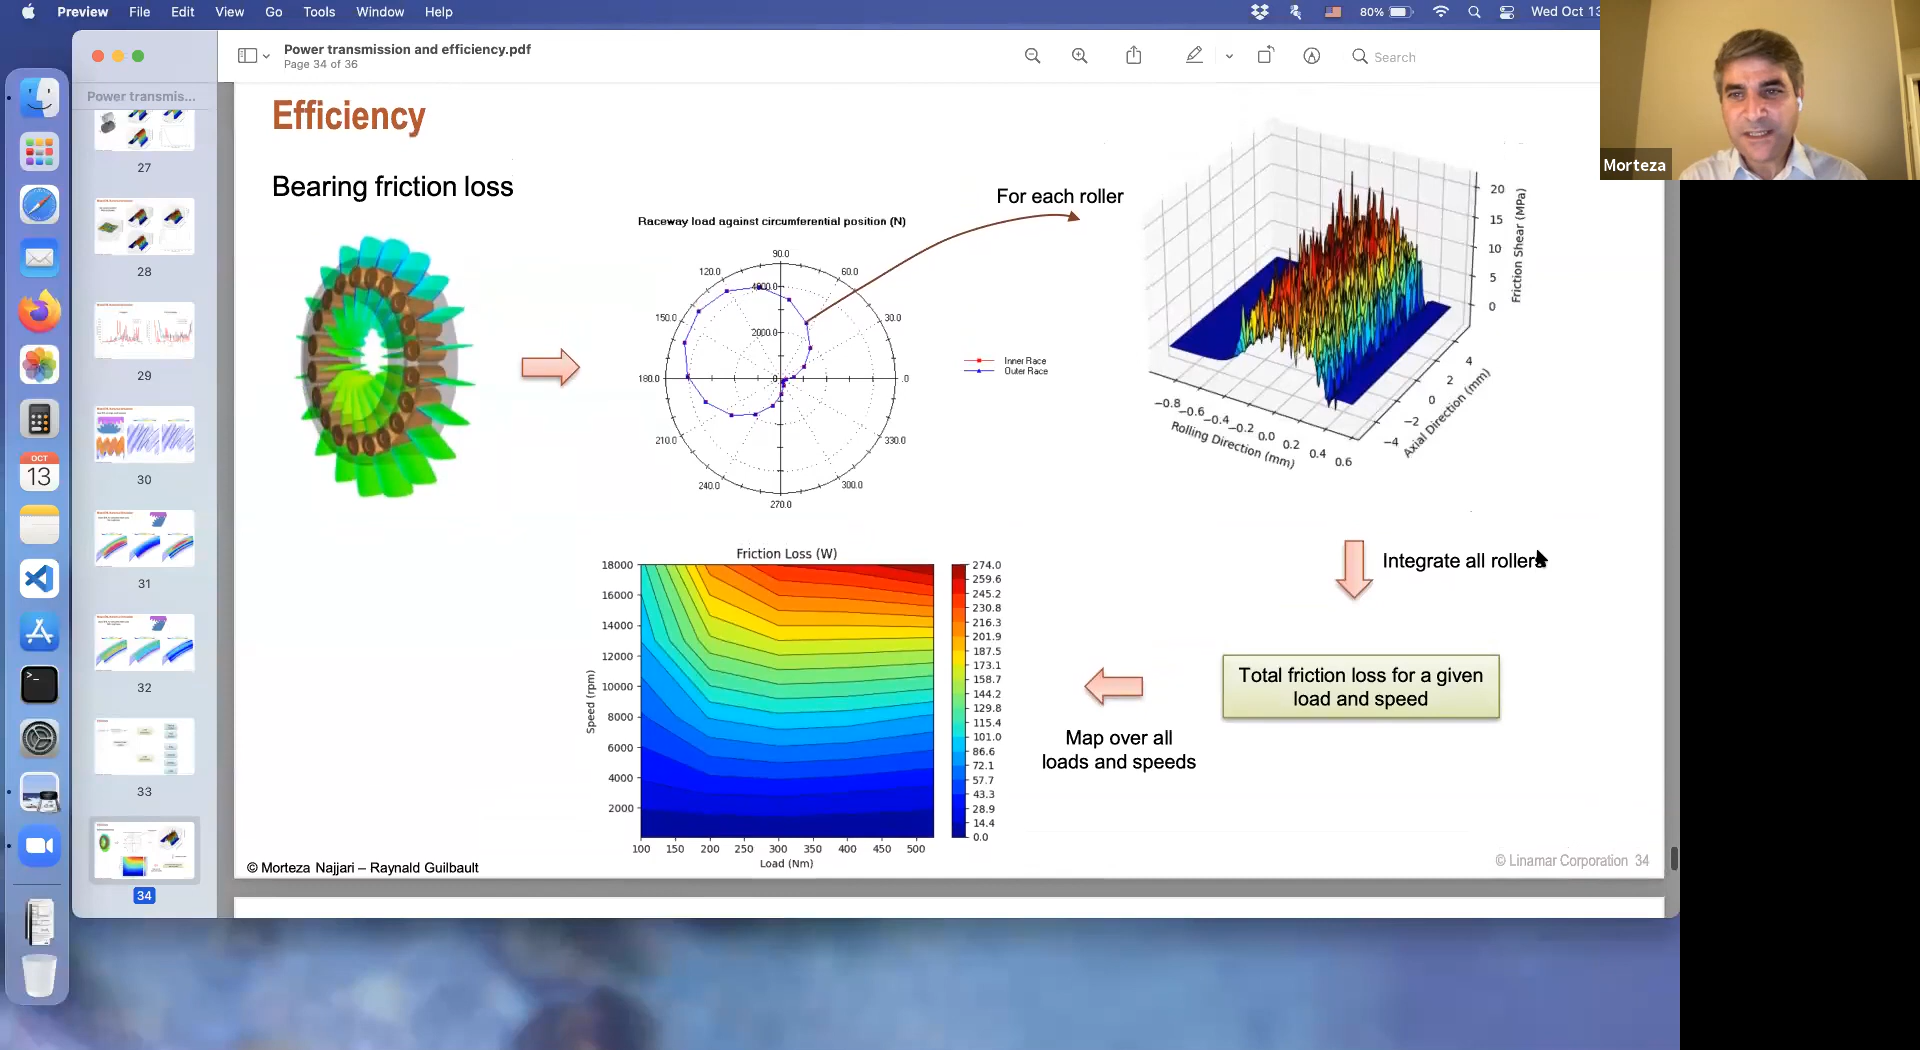 Preview File Edit View Go Tools Window Help
80%
Wed Oct 13
Power transmission and efficiency.pdf
Page 34 of 36
Search
Power transmis...
27
28
29
30
31
32
33
34
OCT
13
Morteza
Efficiency
Bearing friction loss
Raceway load against circumferential position (N)
90.0
120.0
60.0
4000.0
150.0
30.0
2000.0
180.0
0
.0
210.0
330.0
240.0
300.0
270.0
Inner Race
Outer Race
For each roller
20
15
10
5
0
Friction Shear (MPa)
4
2
0
−2
−4
Axial Direction (mm)
−0.8
−0.6
−0.4
−0.2
0.0
0.2
0.4
0.6
Rolling Direction (mm)
Integrate all rollers
Total friction loss for a given
load and speed
Map over all
loads and speeds
Friction Loss (W)
18000
16000
14000
12000
10000
8000
6000
4000
2000
Speed (rpm)
100 150 200 250 300 350 400 450 500
Load (Nm)
274.0
259.6
245.2
230.8
216.3
201.9
187.5
173.1
158.7
144.2
129.8
115.4
101.0
86.6
72.1
57.7
43.3
28.9
14.4
0.0
© Morteza Najjari – Raynald Guilbault
© Linamar Corporation 34